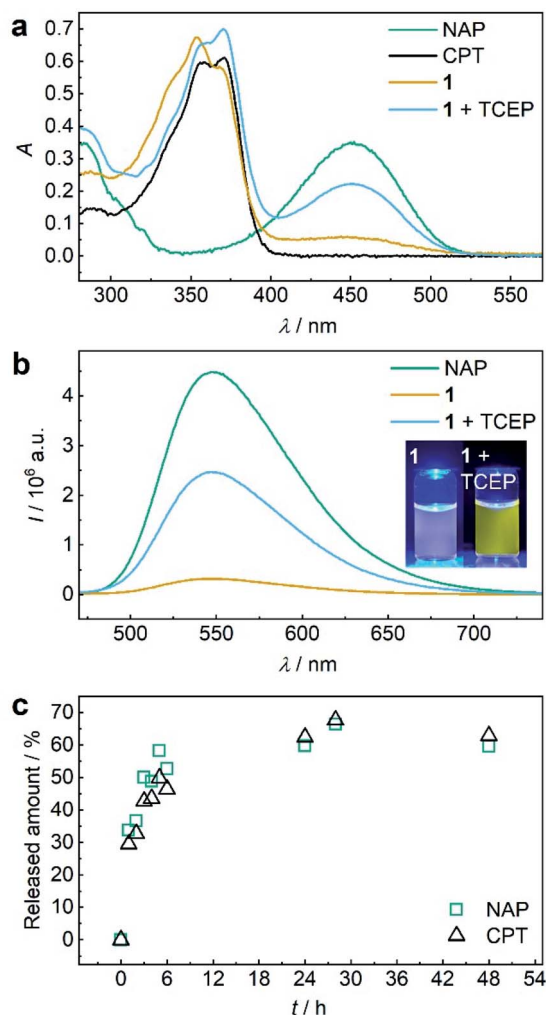 a
0.7
0.6
0.5
0.4
0.3
0.2
0.1
0.0
A
NAP
CPT
1
1 + TCEP
300 350 400 450 500 550
λ / nm
b
4
3
2
1
0
I / 10⁶ a.u.
NAP
1
1 + TCEP
1 1 +
TCEP
500 550 600 650 700
λ / nm
c
70
60
50
40
30
20
10
0
Released amount / %
NAP
CPT
0 6 12 18 24 30 36 42 48 54
t / h